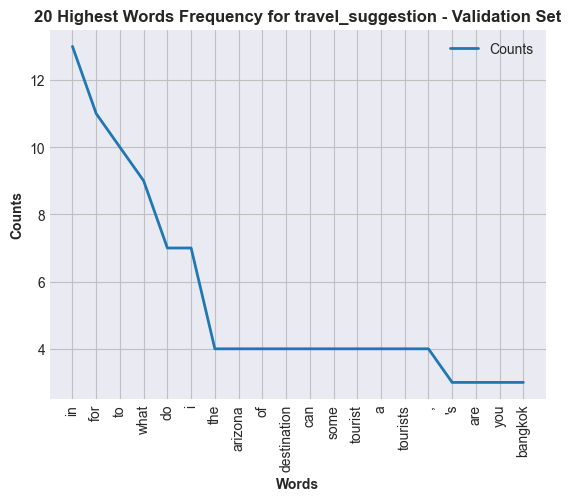 20 Highest Words Frequency for travel_suggestion - Validation Set
Counts
Counts
12
10
8
6
4
in
for
to
what
do
i
the
arizona
of
destination
can
some
tourist
a
tourists
,
's
are
you
bangkok
Words